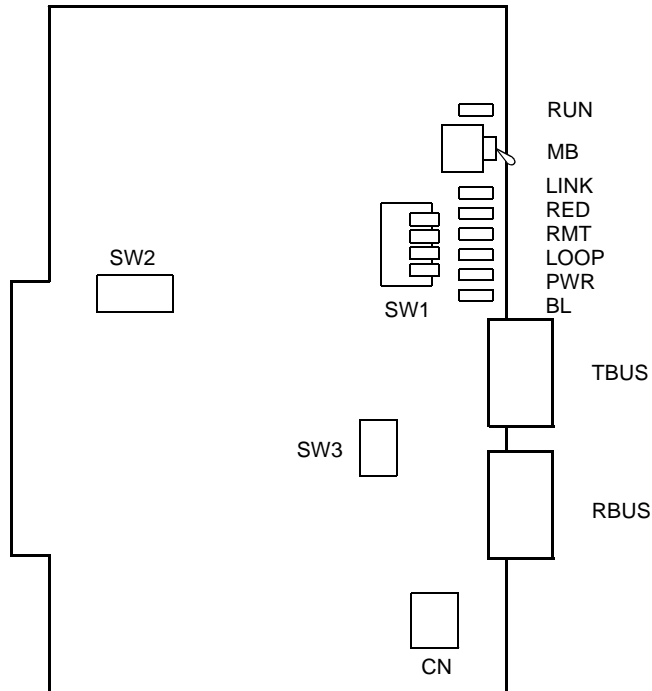 RUN
MB
LINK
RED
RMT
LOOP
PWR
BL
SW2
SW1
TBUS
SW3
RBUS
CN